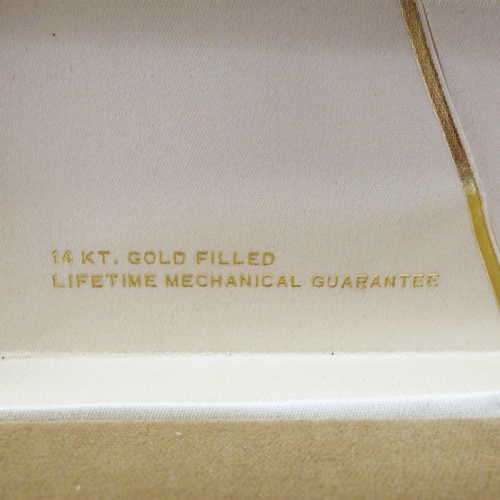 14 KT. GOLD FILLED
LIFETIME MECHANICAL GUARANTEE